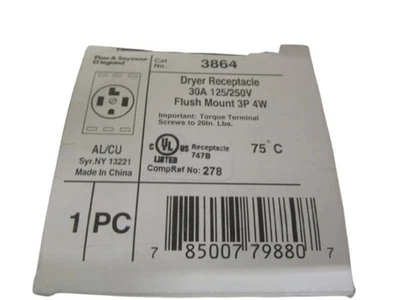 Pass & Seymour
legrand
Cat
No.
3864
Dryer Receptacle
30A 125/250V
Flush Mount 3P 4W
Important: Torque Terminal
Screws to 20In. Lbs.
AL/CU
Syr.NY 13221
Made in China
C UL US
LISTED
Receptacle
747B
75°C
CompRef No: 278
1 PC
7 85007 79880 7